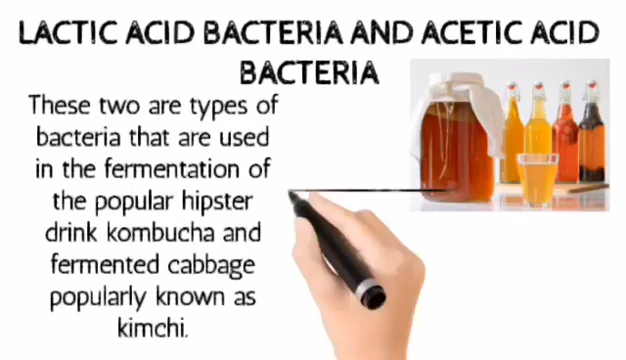 LACTIC ACID BACTERIA AND ACETIC ACID
BACTERIA
These two are types of
bacteria that are used
in the fermentation of
the popular hipster
drink kombucha and
fermented cabbage
popularly known as
kimchi.